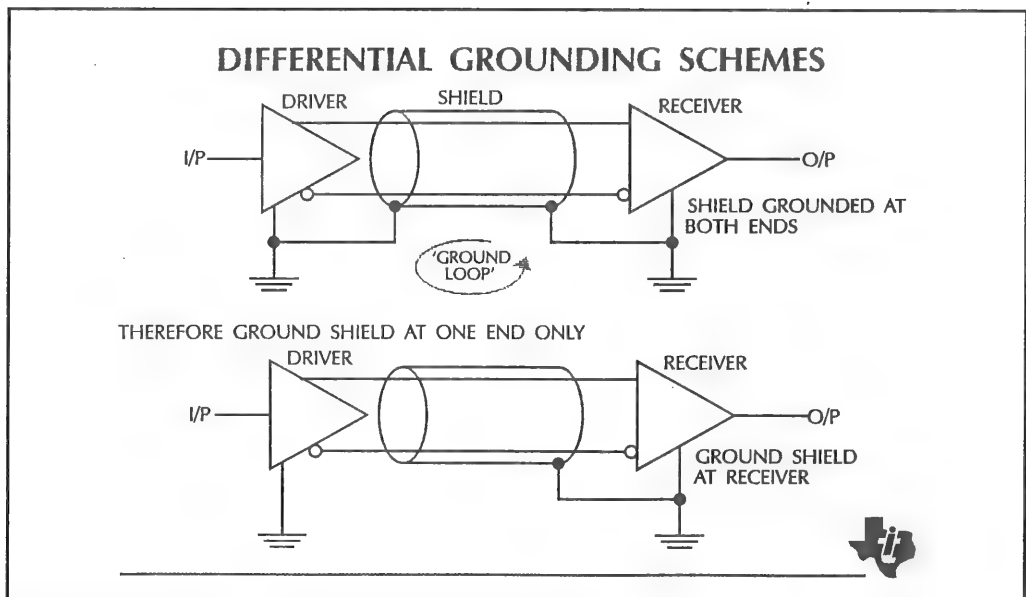 DIFFERENTIAL GROUNDING SCHEMES
DRIVER
SHIELD
RECEIVER
I/P
O/P
SHIELD GROUNDED AT
BOTH ENDS
'GROUND
LOOP'
THEREFORE GROUND SHIELD AT ONE END ONLY
DRIVER
RECEIVER
I/P
O/P
GROUND SHIELD
AT RECEIVER